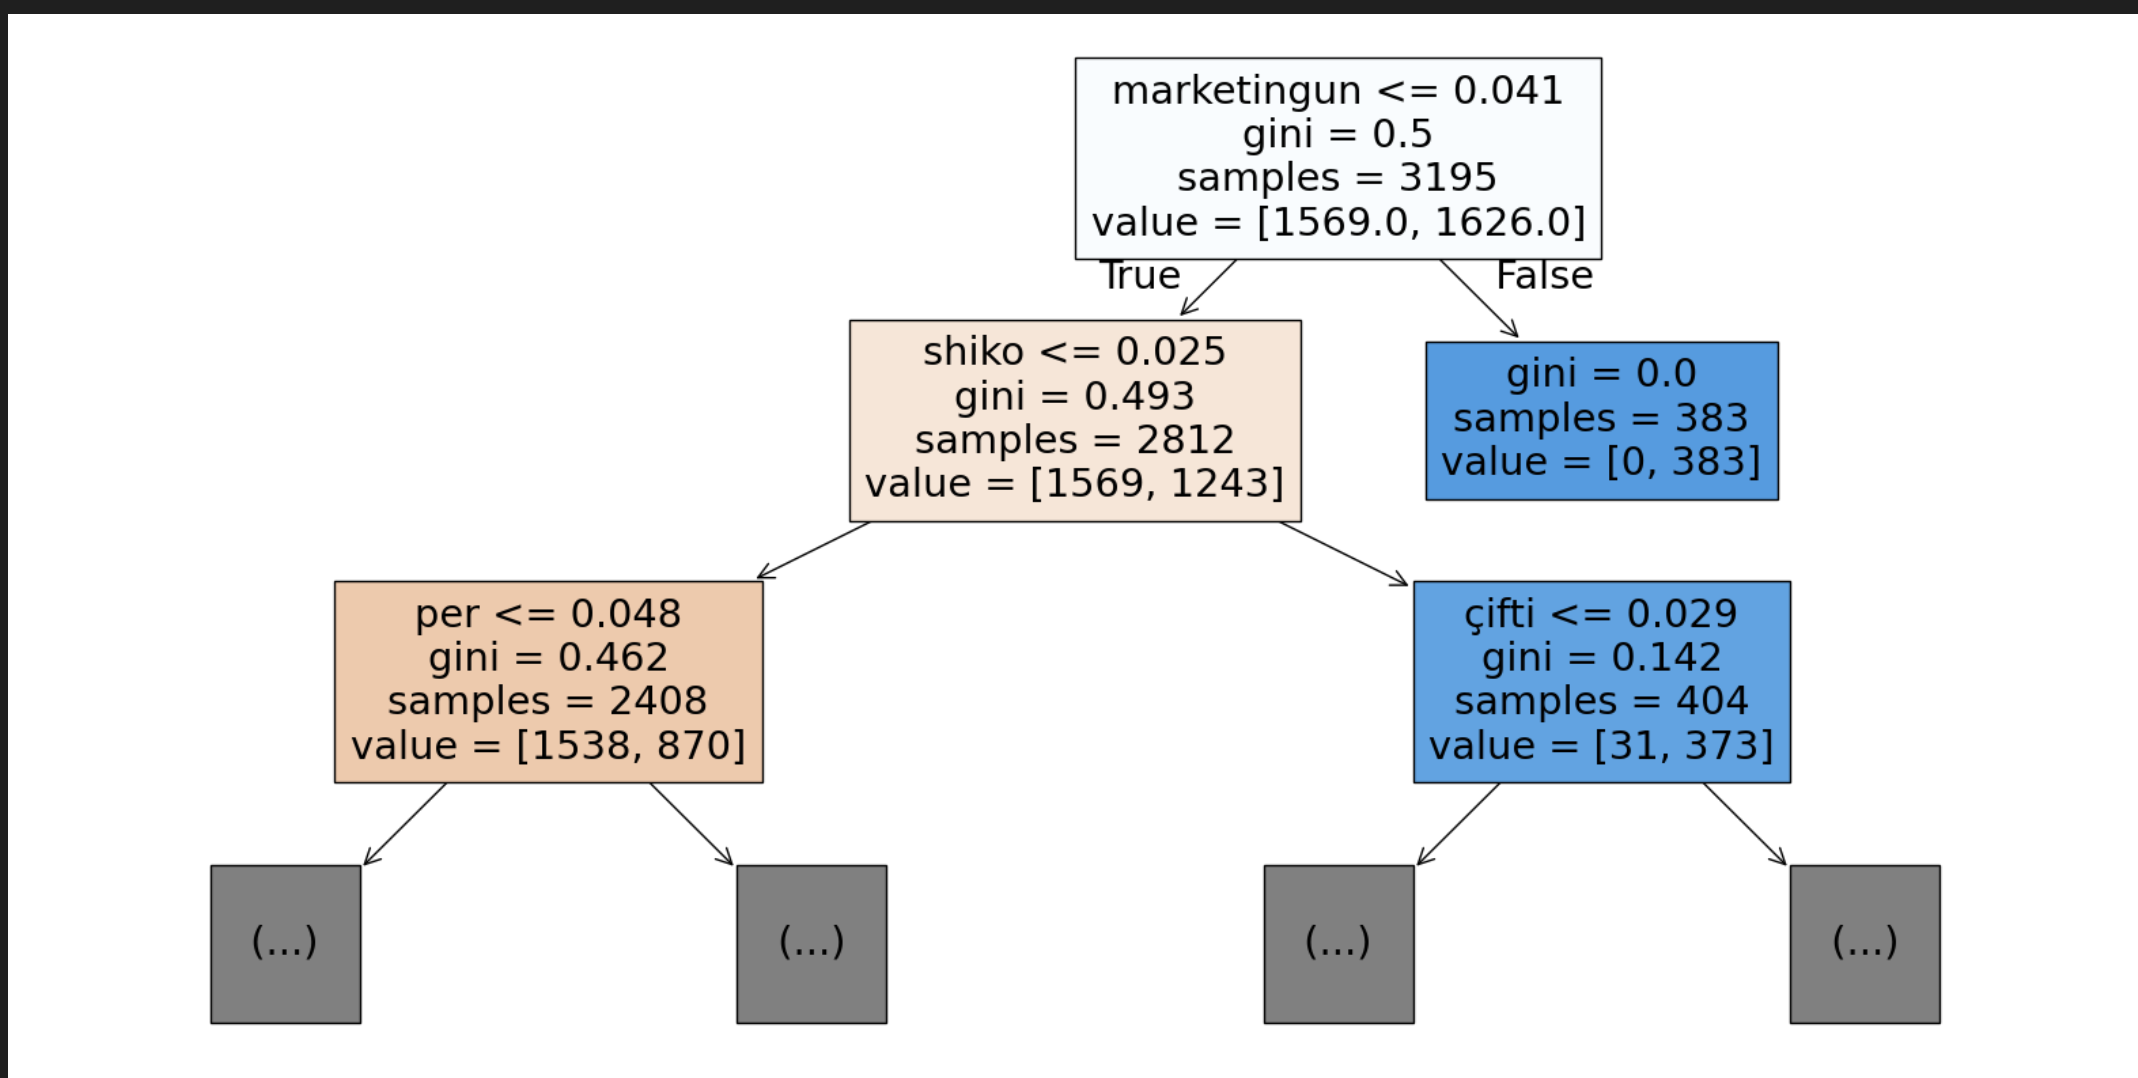 marketingun <= 0.041
gini = 0.5
samples = 3195
value = [1569.0, 1626.0]
True
False
shiko <= 0.025
gini = 0.493
samples = 2812
value = [1569, 1243]
gini = 0.0
samples = 383
value = [0, 383]
per <= 0.048
gini = 0.462
samples = 2408
value = [1538, 870]
çifti <= 0.029
gini = 0.142
samples = 404
value = [31, 373]
(...)
(...)
(...)
(...)